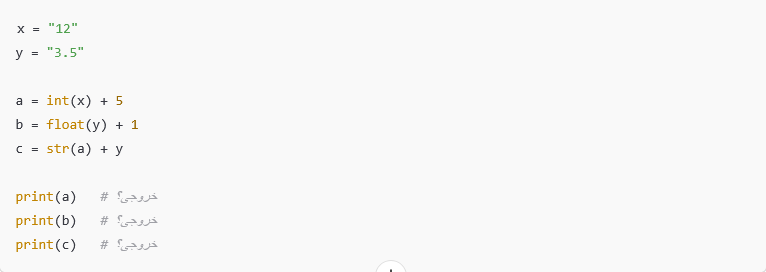 x = "12"
y = "3.5"
a = int(x) + 5
b = float(y) + 1
c = str(a) + y
print(a)   # خروجی؟
print(b)   # خروجی؟
print(c)   # خروجی؟